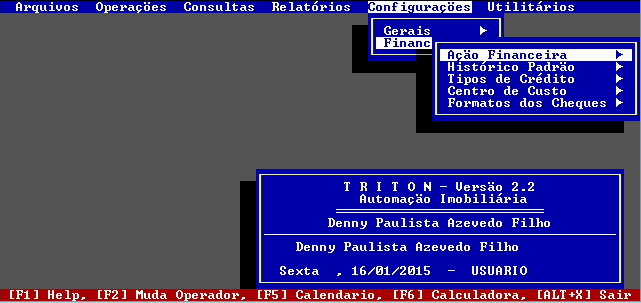 Arquivos Operações Consultas Relatórios Configurações Utilitários
Gerais
Financ
Ação Financeira
Histórico Padrão
Tipos de Crédito
Centro de Custo
Formatos dos Cheques
T R I T O N - Versão 2.2
Automação Imobiliária
Denny Paulista Azevedo Filho
Denny Paulista Azevedo Filho
Sexta , 16/01/2015 - USUARIO
[F1] Help, [F2] Muda Operador, [F5] Calendario, [F6] Calculadora, [ALT+X] Sair